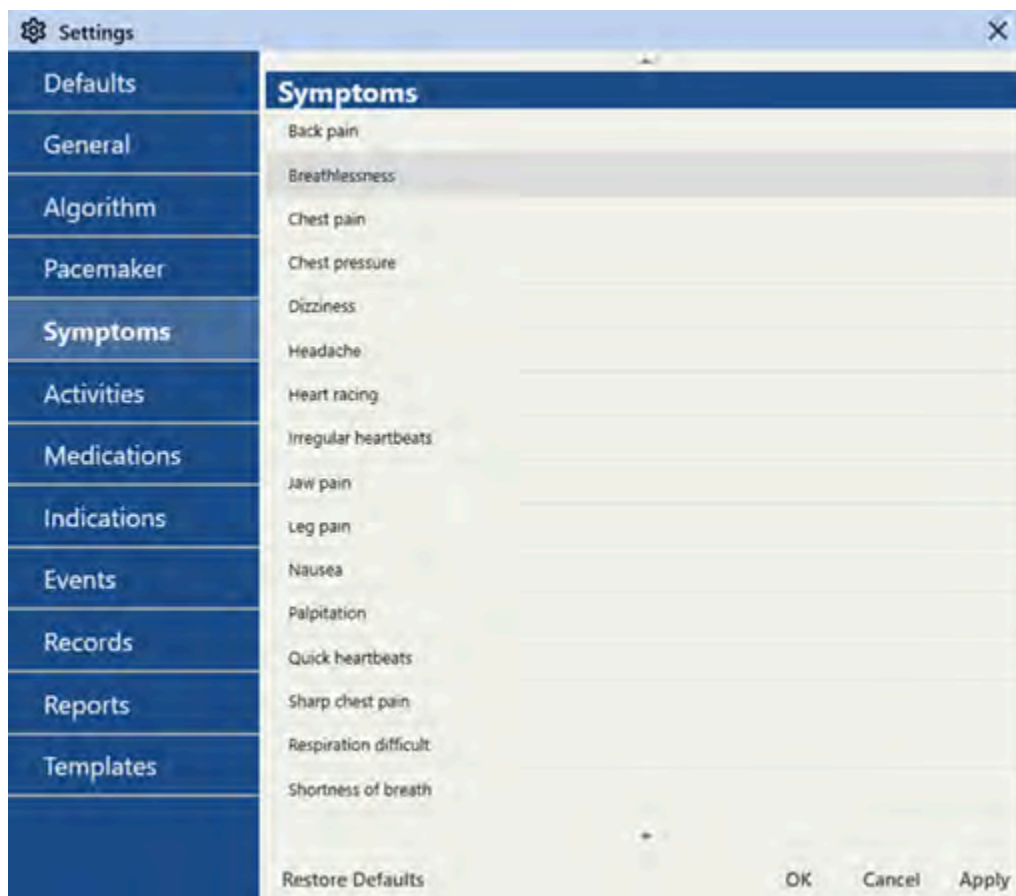 Settings
Defaults
General
Algorithm
Pacemaker
Symptoms
Activities
Medications
Indications
Events
Records
Reports
Templates
Symptoms
Back pain
Breathlessness
Chest pain
Chest pressure
Dizziness
Headache
Heart racing
Irregular heartbeats
Jaw pain
Leg pain
Nausea
Palpitation
Quick heartbeats
Sharp chest pain
Respiration difficult
Shortness of breath
Restore Defaults OK Cancel Apply